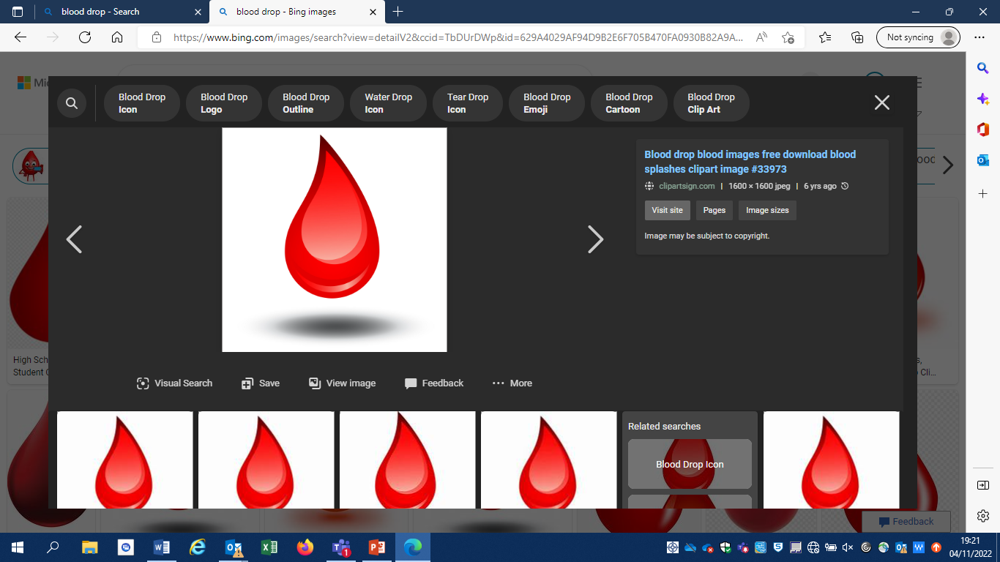 blood drop - Search
blood drop - Bing images
https://www.bing.com/images/search?view=detailV2&ccid=TbDUrDWp&id=629A4029AF94D9B2E6F705B470FA0930B82A9A...
Not syncing
Blood Drop
Icon
Blood Drop
Logo
Blood Drop
Outline
Water Drop
Icon
Tear Drop
Icon
Blood Drop
Emoji
Blood Drop
Cartoon
Blood Drop
Clip Art
Blood drop blood images free download blood
splashes clipart image #33973
clipartsign.com | 1600 × 1600 jpeg | 6 yrs ago
Visit site
Pages
Image sizes
Image may be subject to copyright.
High Sch
Student
Visual Search
Save
View image
Feedback
More
Related searches
Blood Drop Icon
Feedback
1
19:21
04/11/2022